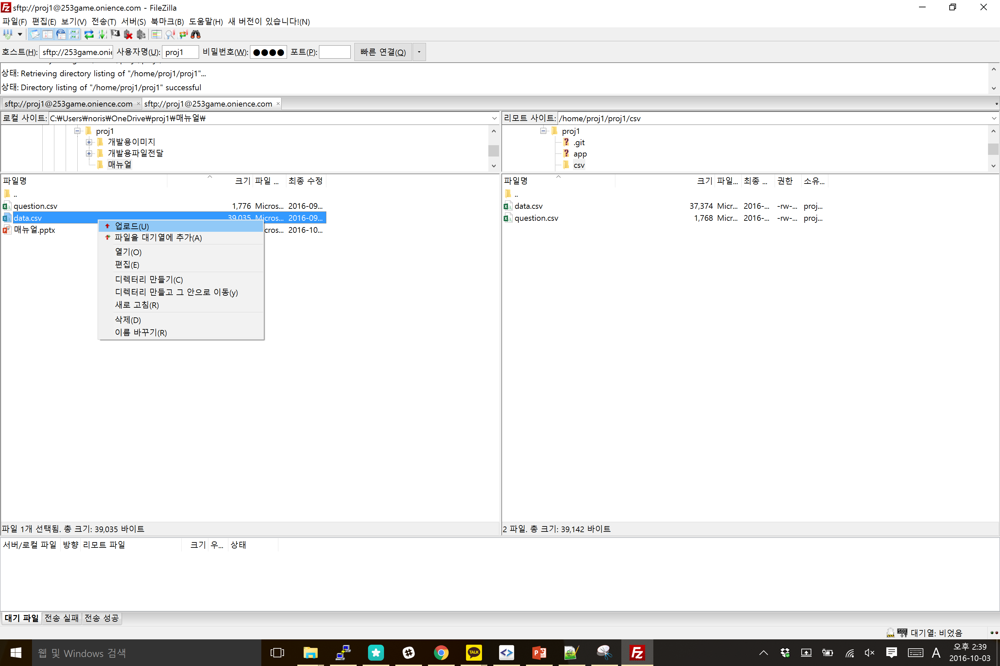 sftp://proj1@253game.onience.com - FileZilla
파일(F) 편집(E) 보기(V) 전송(T) 서버(S) 북마크(B) 도움말(H) 새 버전이 있습니다!(N)
호스트(H): sftp://253game.onie 사용자명(U): proj1 비밀번호(W): ●●●● 포트(P): 빠른 연결(Q)
상태: Retrieving directory listing of "/home/proj1/proj1"...
상태: Directory listing of "/home/proj1/proj1" successful
sftp://proj1@253game.onience.com × sftp://proj1@253game.onience.com ×
로컬 사이트: C:₩Users₩noris₩OneDrive₩proj1₩매뉴얼₩
proj1
개발용이미지
개발용파일전달
매뉴얼
리모트 사이트: /home/proj1/proj1/csv
proj1
.git
app
csv
파일명 크기 파일 ... 최종 수정
..
question.csv 1,776 Micros... 2016-09...
data.csv 39,035 Micros... 2016-09...
매뉴얼.pptx cros... 2016-10...
업로드(U)
파일을 대기열에 추가(A)
열기(O)
편집(E)
디렉터리 만들기(C)
디렉터리 만들고 그 안으로 이동(y)
새로 고침(R)
삭제(D)
이름 바꾸기(R)
파일 1개 선택됨. 총 크기: 39,035 바이트
파일명 크기 파일... 최종 ... 권한 소유...
..
data.csv 37,374 Micr... 2016-... -rw-... proj...
question.csv 1,768 Micr... 2016-... -rw-... proj...
2 파일. 총 크기: 39,142 바이트
서버/로컬 파일 방향 리모트 파일 크기 우... 상태
대기 파일 전송 실패 전송 성공
대기열: 비었음
웹 및 Windows 검색
TALK
A
오후 2:39
2016-10-03